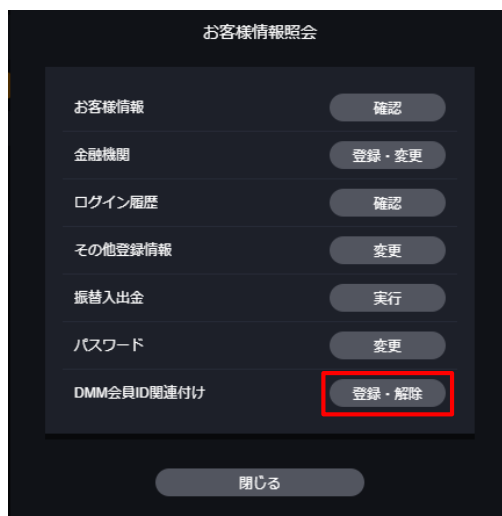 お客様情報照会
お客様情報 確認
金融機関 登録・変更
ログイン履歴 確認
その他登録情報 変更
振替入出金 実行
パスワード 変更
DMM会員ID関連付け 登録・解除
閉じる